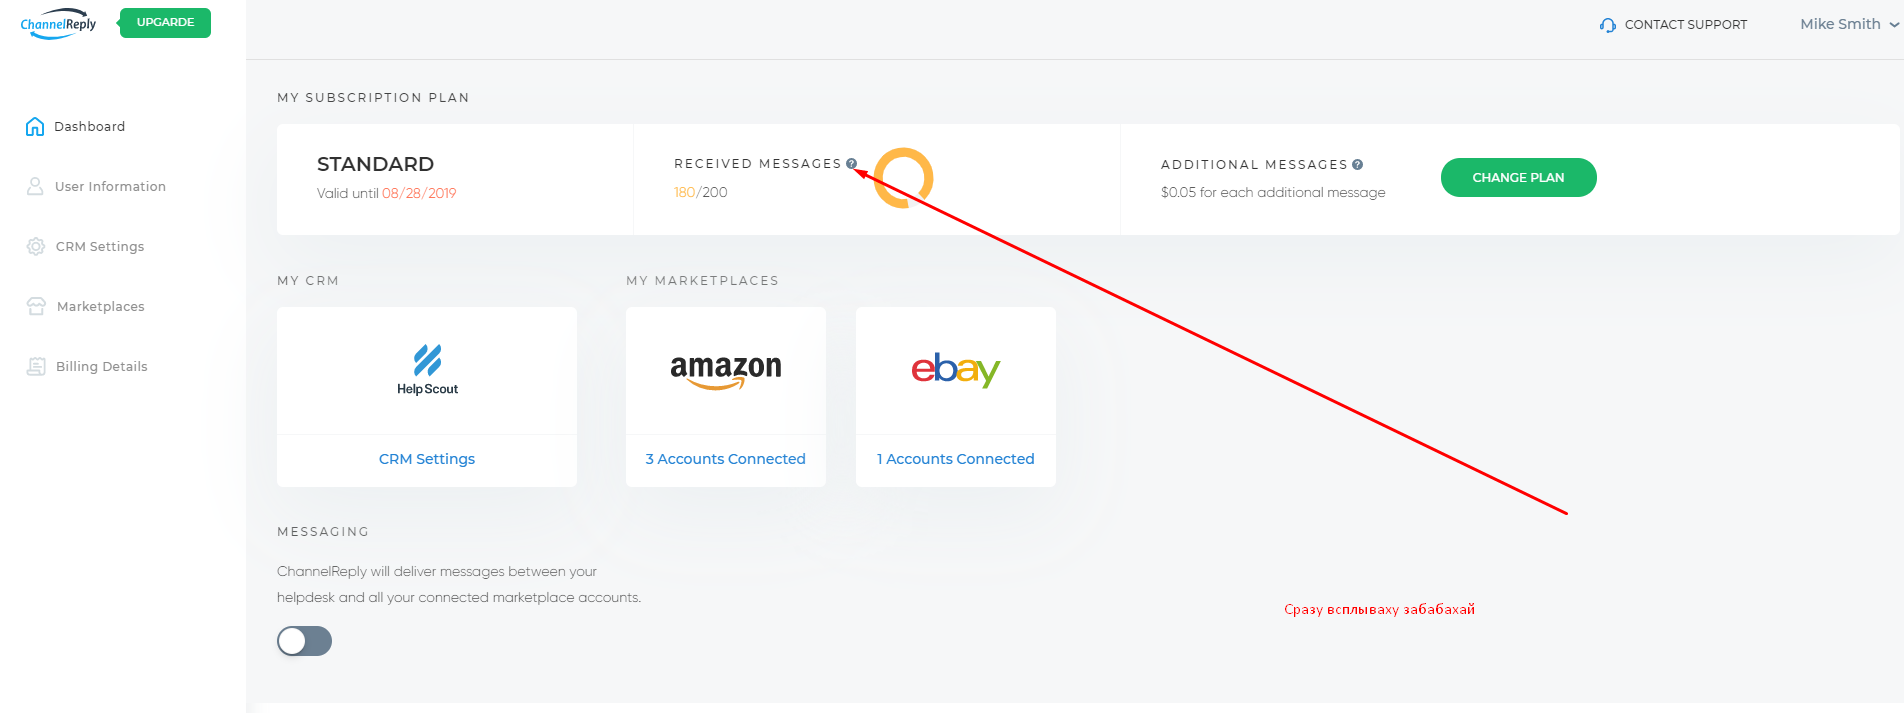 ChannelReply
UPGARDE
CONTACT SUPPORT
Mike Smith
Dashboard
User Information
CRM Settings
Marketplaces
Billing Details
MY SUBSCRIPTION PLAN
STANDARD
Valid until 08/28/2019
RECEIVED MESSAGES ?
180/200
ADDITIONAL MESSAGES ?
$0.05 for each additional message
CHANGE PLAN
MY CRM
Help Scout
CRM Settings
MY MARKETPLACES
amazon
3 Accounts Connected
ebay
1 Accounts Connected
MESSAGING
ChannelReply will deliver messages between your
helpdesk and all your connected marketplace accounts.
Сразу всплываху забабахай